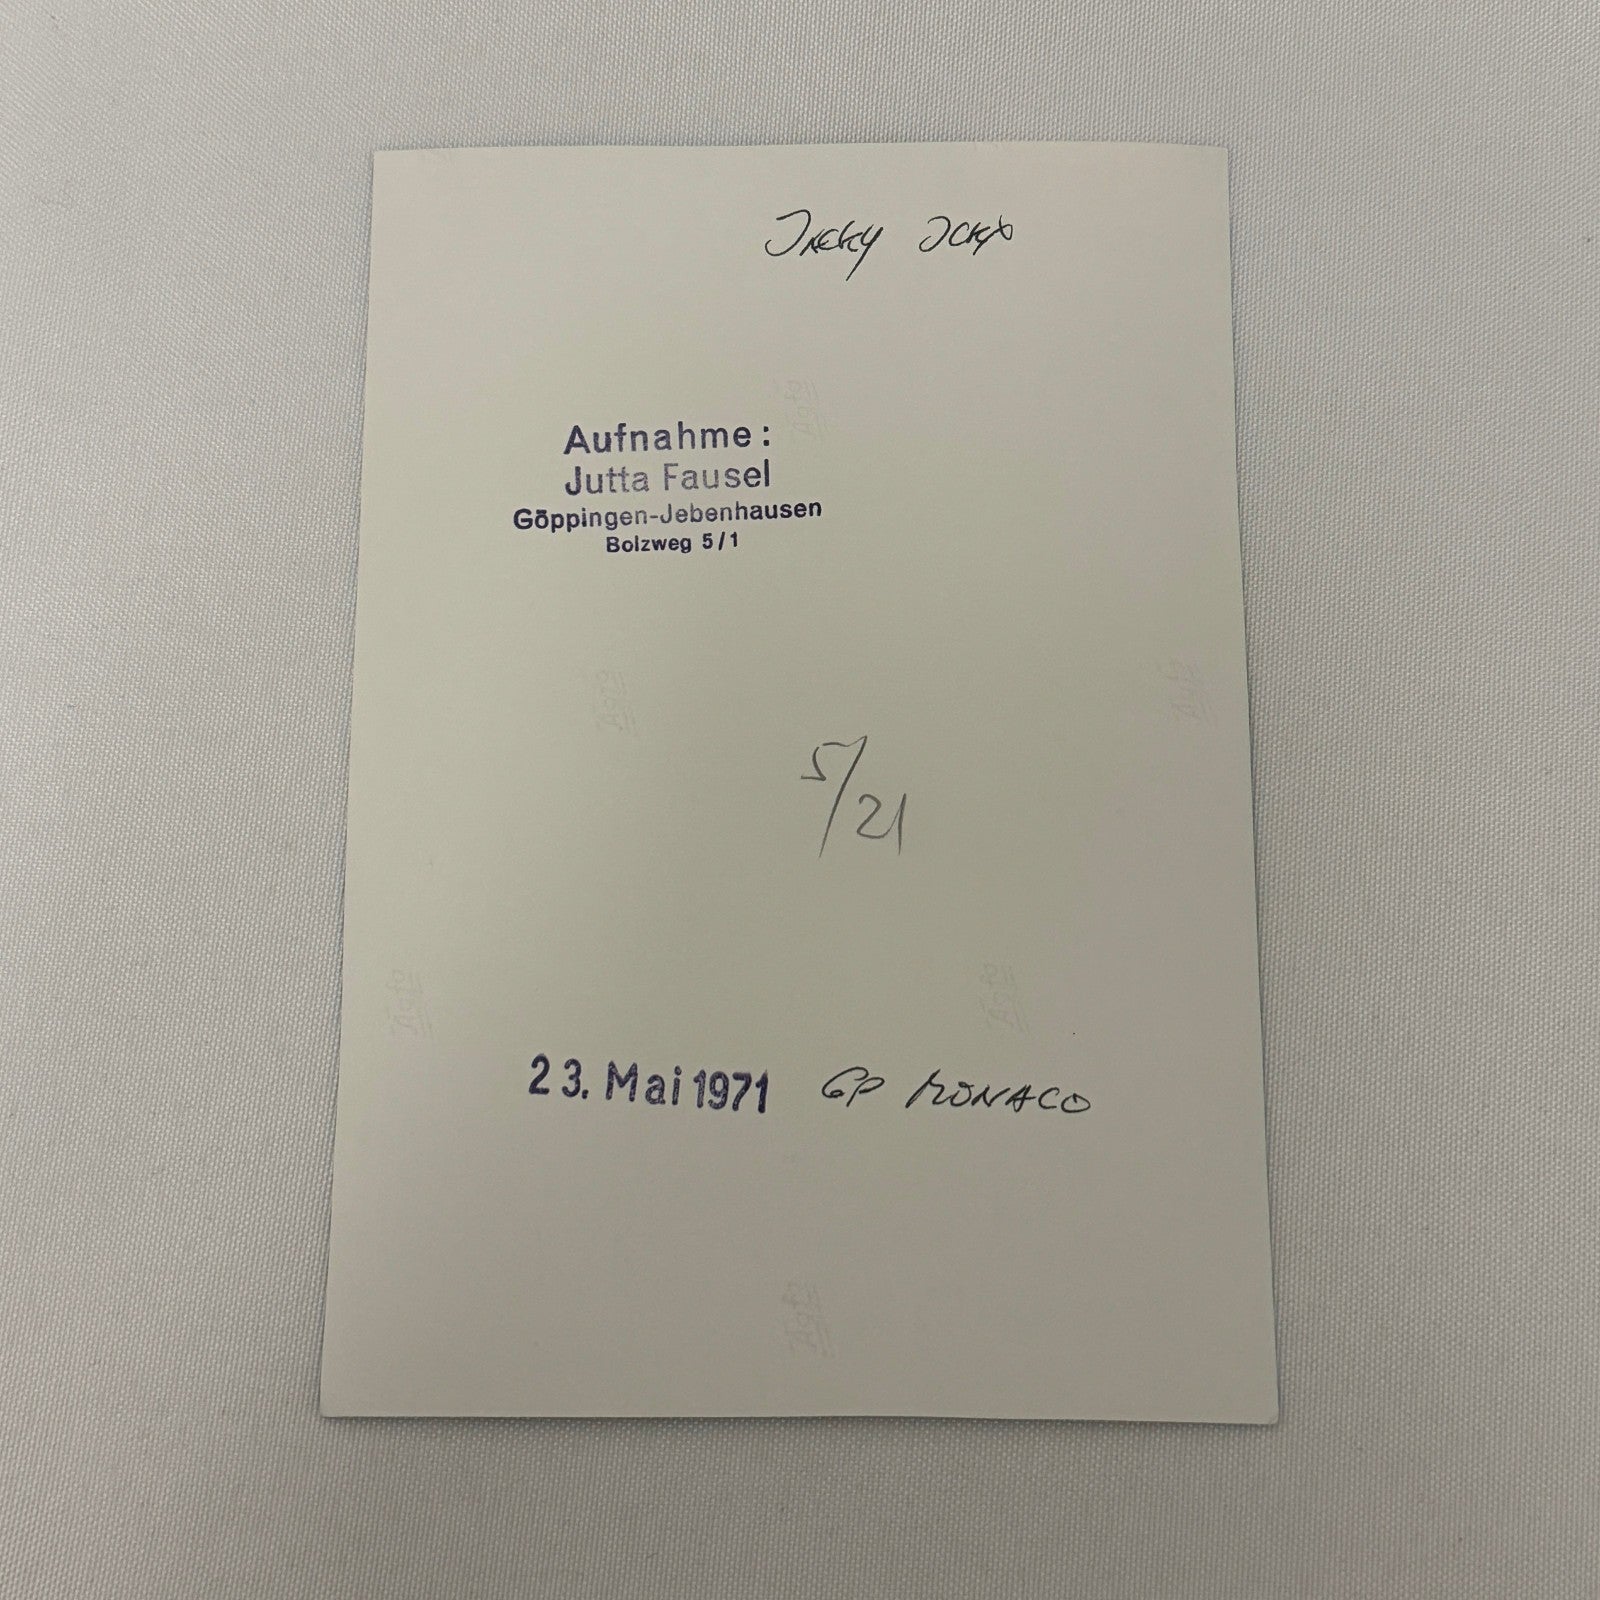 Jacky Ickx
Aufnahme:
Jutta Fausel
Göppingen-Jebenhausen
Bolzweg 5/1
5/21
23. Mai 1971 GP MONACO